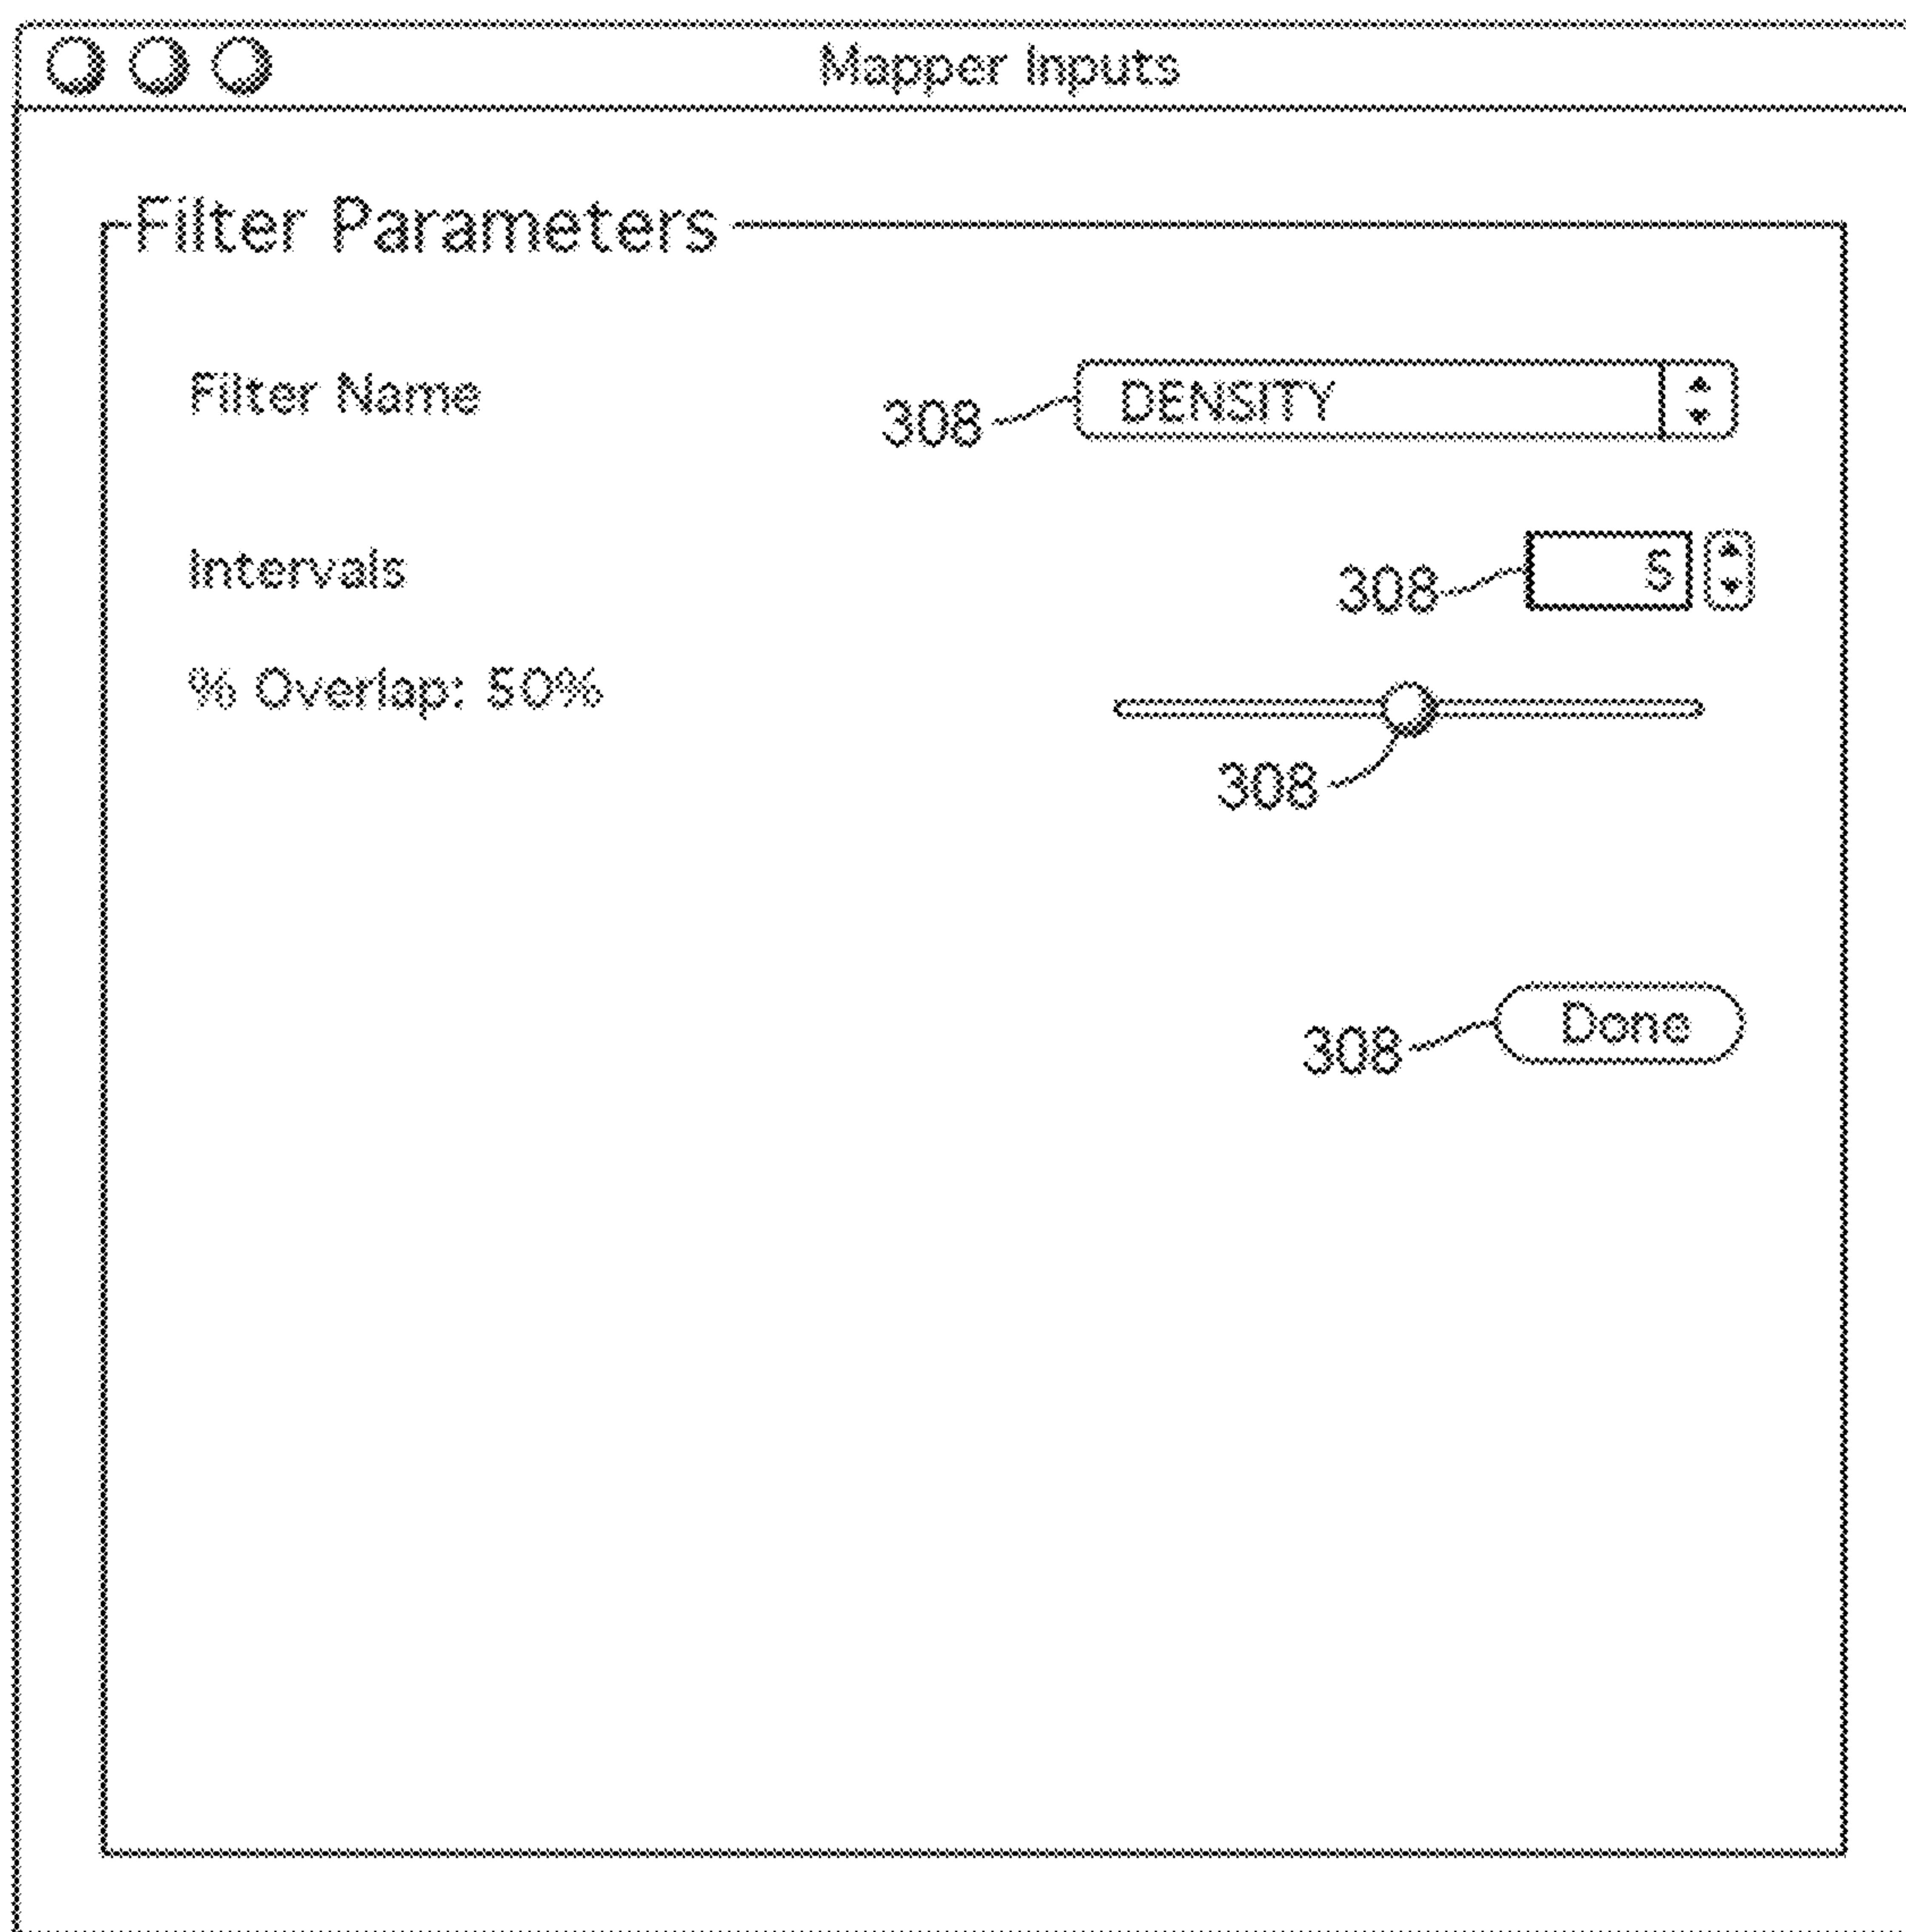 Mapper Inputs
Filter Parameters
Filter Name
308 DENSITY
Intervals
308 5
% Overlap: 50%
308
308 Done